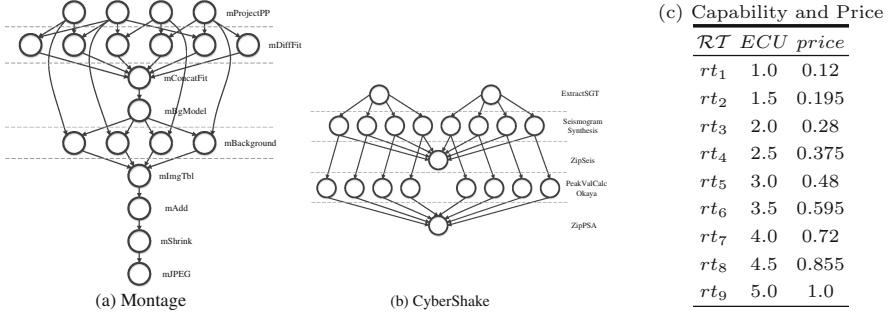 mProjectPP
mDiffFit
mConcatFit
mBgModel
mBackground
mImgTbl
mAdd
mShrink
mJPEG
(a) Montage
ExtractSGT
Seismogram
Synthesis
ZipSeis
PeakValCalc
Okaya
ZipPSA
(b) CyberShake
(c) Capability and Price
RT ECU price
rt1 1.0 0.12
rt2 1.5 0.195
rt3 2.0 0.28
rt4 2.5 0.375
rt5 3.0 0.48
rt6 3.5 0.595
rt7 4.0 0.72
rt8 4.5 0.855
rt9 5.0 1.0